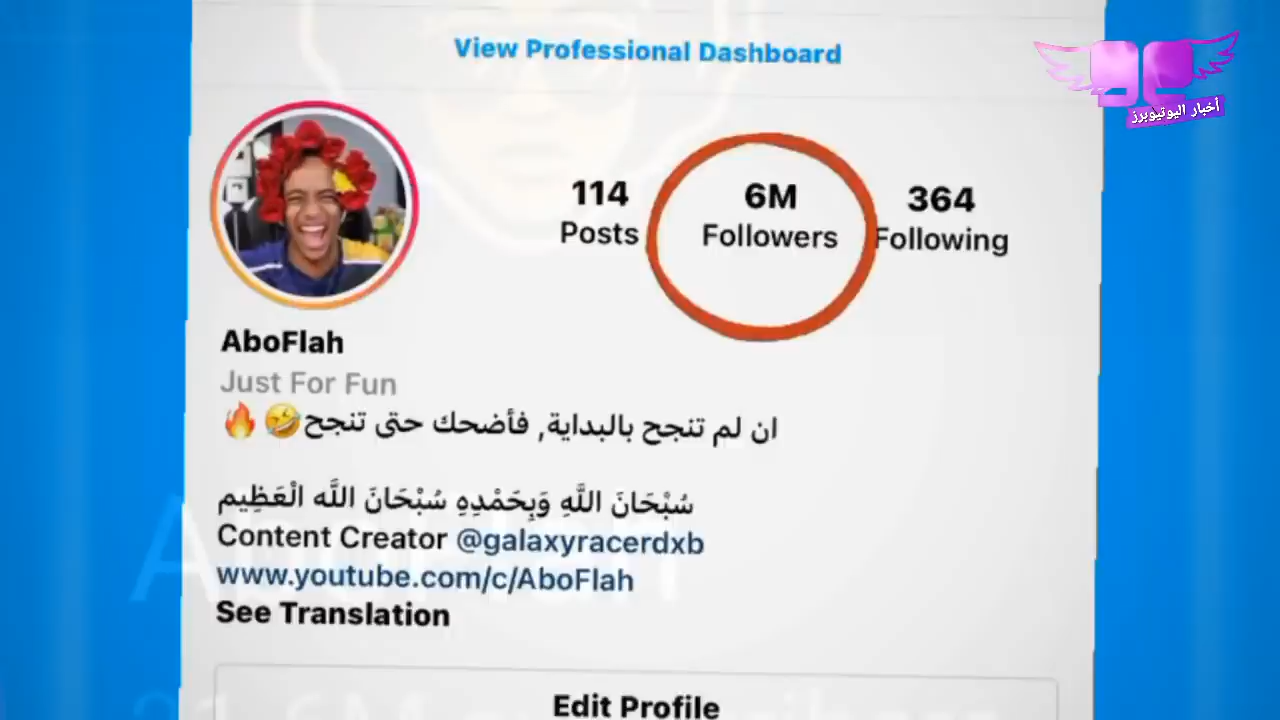 View Professional Dashboard
أخبار اليوتيوبرز
114 6M 364
Posts Followers Following
AboFlah
Just For Fun
ان لم تنجح بالبداية, فأضحك حتى تنجح🤣🔥
سُبْحَانَ اللَّهِ وَبِحَمْدِهِ سُبْحَانَ اللَّه الْعَظِيم
Content Creator @galaxyracerdxb
www.youtube.com/c/AboFlah
See Translation
Edit Profile